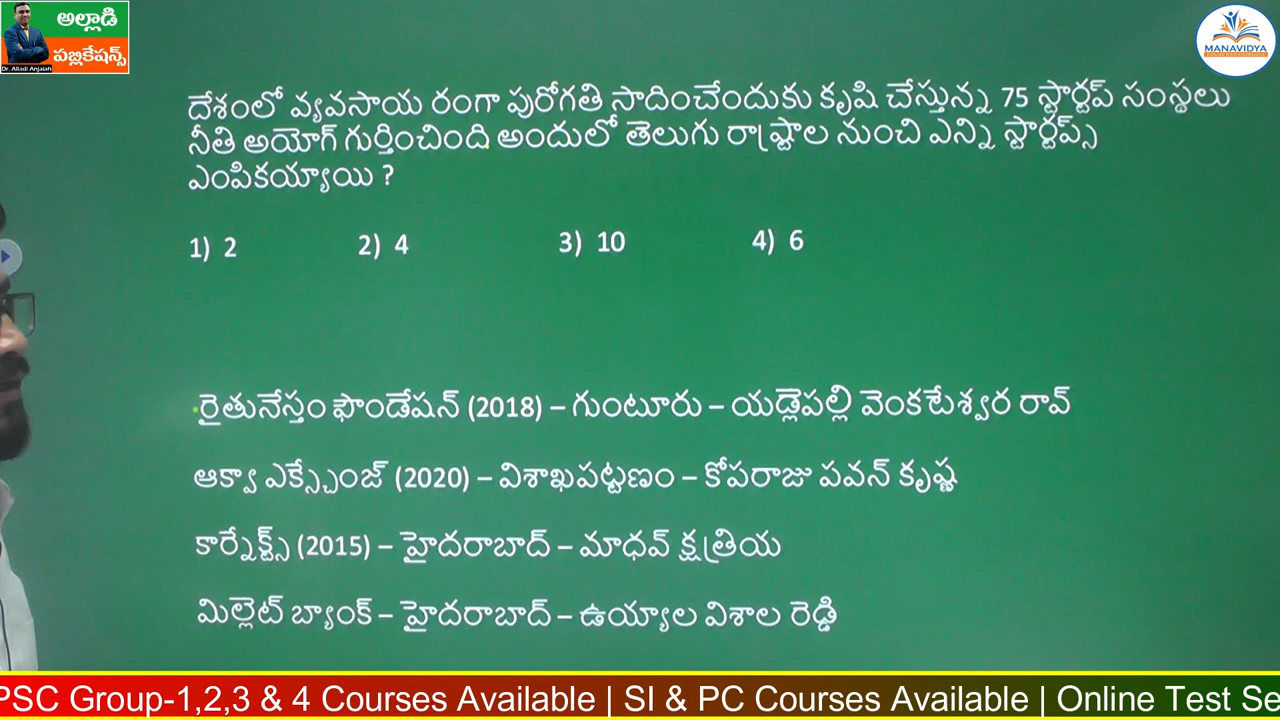 అల్లాడి
పబ్లికేషన్స్
Dr. Alladi Anjaiah
MANAVIDYA
దేశంలో వ్యవసాయ రంగా పురోగతి సాదించేందుకు కృషి చేస్తున్న 75 స్టార్టప్ సంస్థలు
నీతి అయోగ్ గుర్తించింది అందులో తెలుగు రాష్ట్రాల నుంచి ఎన్ని స్టార్టప్స్
ఎంపికయ్యాయి ?
1) 2 2) 4 3) 10 4) 6
రైతునేస్తం ఫౌండేషన్ (2018) – గుంటూరు – యడ్లెపల్లి వెంకటేశ్వర రావ్
ఆక్వా ఎక్స్చేంజ్ (2020) – విశాఖపట్టణం – కోపరాజు పవన్ కృష్ణ
కార్నెక్ట్స్ (2015) – హైదరాబాద్ – మాధవ్ క్షత్రియ
మిల్లెట్ బ్యాంక్ – హైదరాబాద్ – ఉయ్యాల విశాల రెడ్డి
PSC Group-1,2,3 & 4 Courses Available | SI & PC Courses Available | Online Test Se